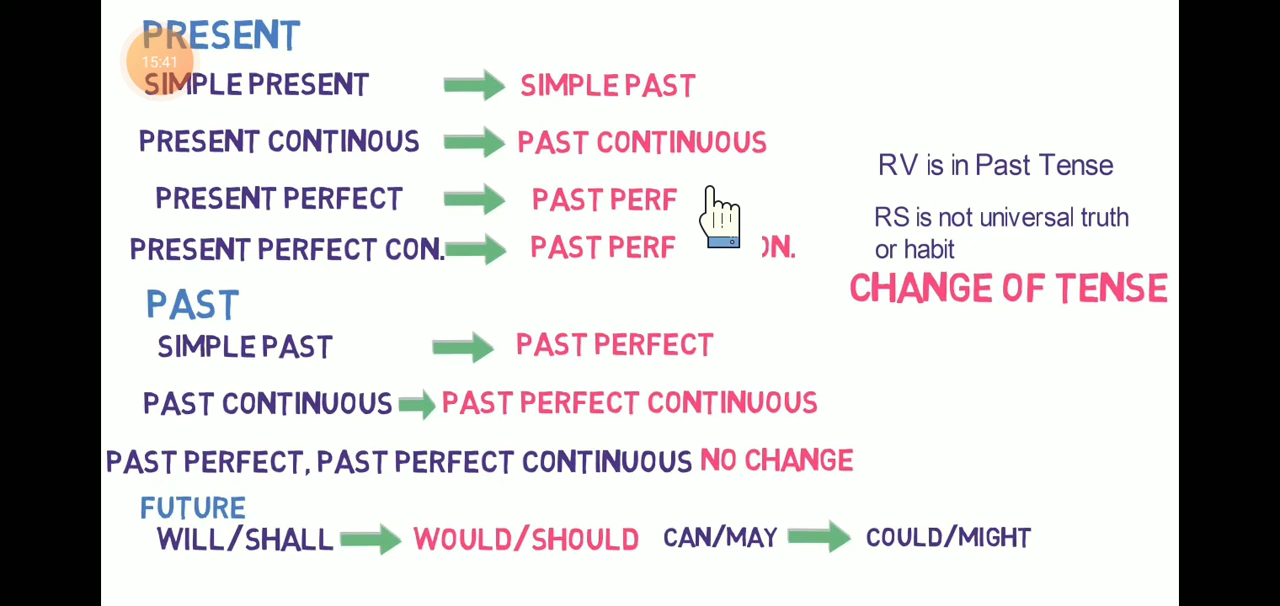 PRESENT
15:41
SIMPLE PRESENT SIMPLE PAST
PRESENT CONTINOUS PAST CONTINUOUS
RV is in Past Tense
PRESENT PERFECT PAST PERF
RS is not universal truth
or habit
PRESENT PERFECT CON. PAST PERF ON.
CHANGE OF TENSE
PAST
SIMPLE PAST PAST PERFECT
PAST CONTINUOUS PAST PERFECT CONTINUOUS
PAST PERFECT, PAST PERFECT CONTINUOUS NO CHANGE
FUTURE
WILL/SHALL WOULD/SHOULD CAN/MAY COULD/MIGHT